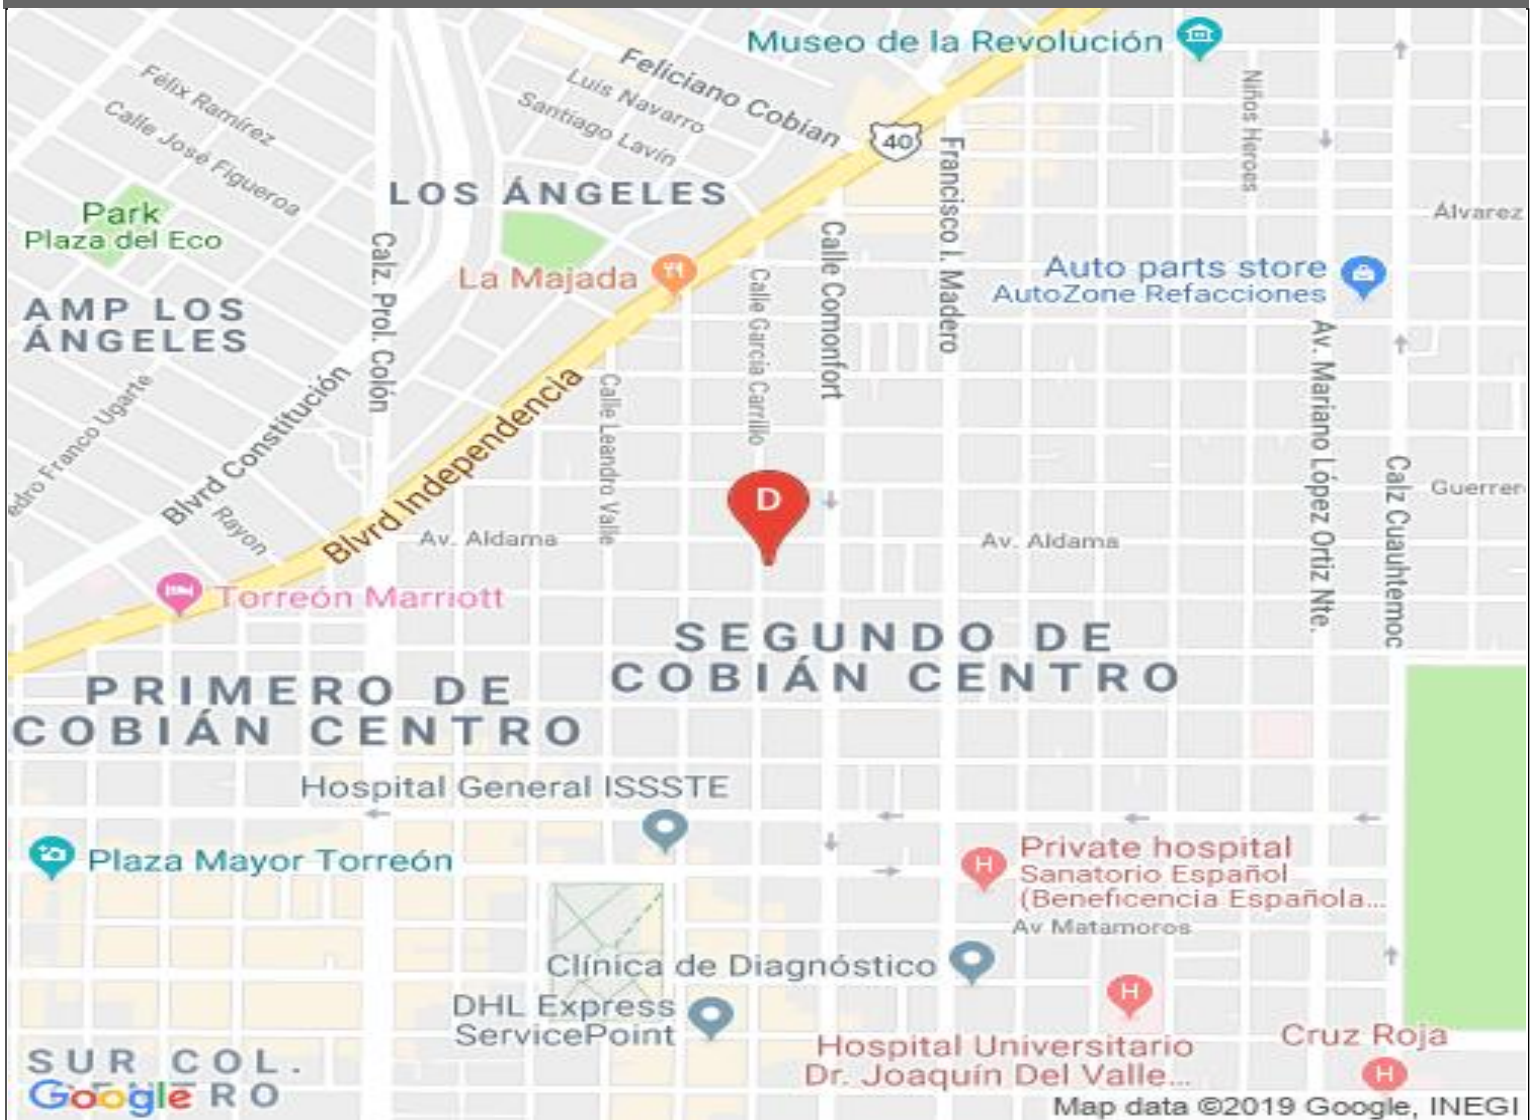 Museo de la Revolución
Feliciano Cobian
Luis Navarro
Santiago Lavín
Félix Ramírez
Calle José Figueroa
40
Niños Heroes
Francisco I. Madero
LOS ÁNGELES
Park
Plaza del Eco
Álvarez
Calz. Prol. Colón
Calle Comonfort
La Majada
Calle Garcia Carrillo
Auto parts store
AutoZone Refacciones
AMP LOS
ÁNGELES
Av. Mariano López Ortiz Nte.
Blvrd Constitución
edro Franco Ugarte
Blvrd Independencia
Calle Leandro Valle
Calz Cuauhtemoc
Guerrer
D
Rayon
Av. Aldama
Av. Aldama
Torreón Marriott
SEGUNDO DE
COBIÁN CENTRO
PRIMERO DE
COBIÁN CENTRO
Hospital General ISSSTE
Plaza Mayor Torreón
H
Private hospital
Sanatorio Español
(Beneficencia Española...
Av Matamoros
Clínica de Diagnóstico
H
DHL Express
ServicePoint
Hospital Universitario
Dr. Joaquín Del Valle...
Cruz Roja
H
SUR COL.
Google
Map data ©2019 Google, INEGI